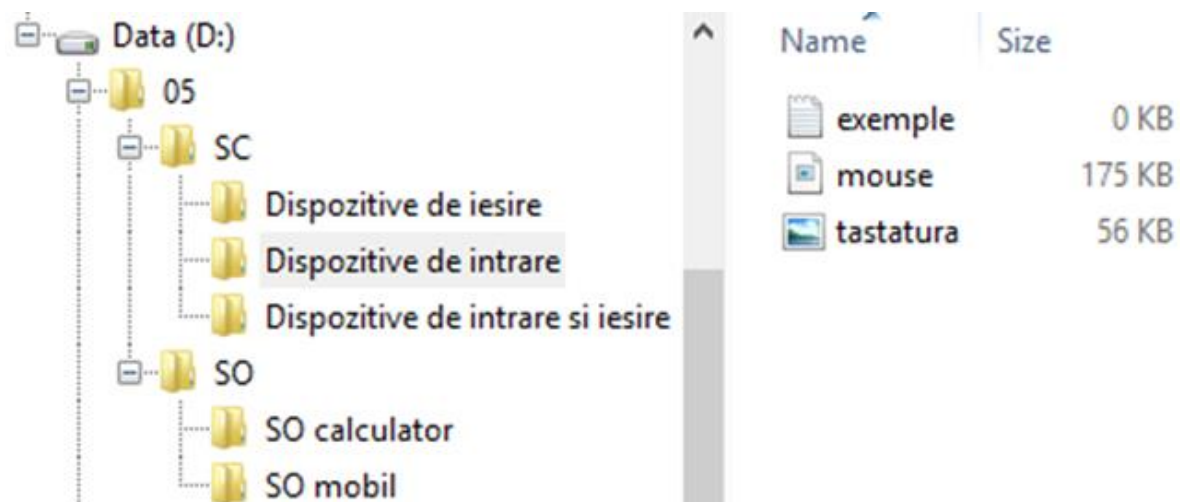 Data (D:)
05
SC
Dispozitive de iesire
Dispozitive de intrare
Dispozitive de intrare si iesire
SO
SO calculator
SO mobil
Name Size
exemple 0 KB
mouse 175 KB
tastatura 56 KB